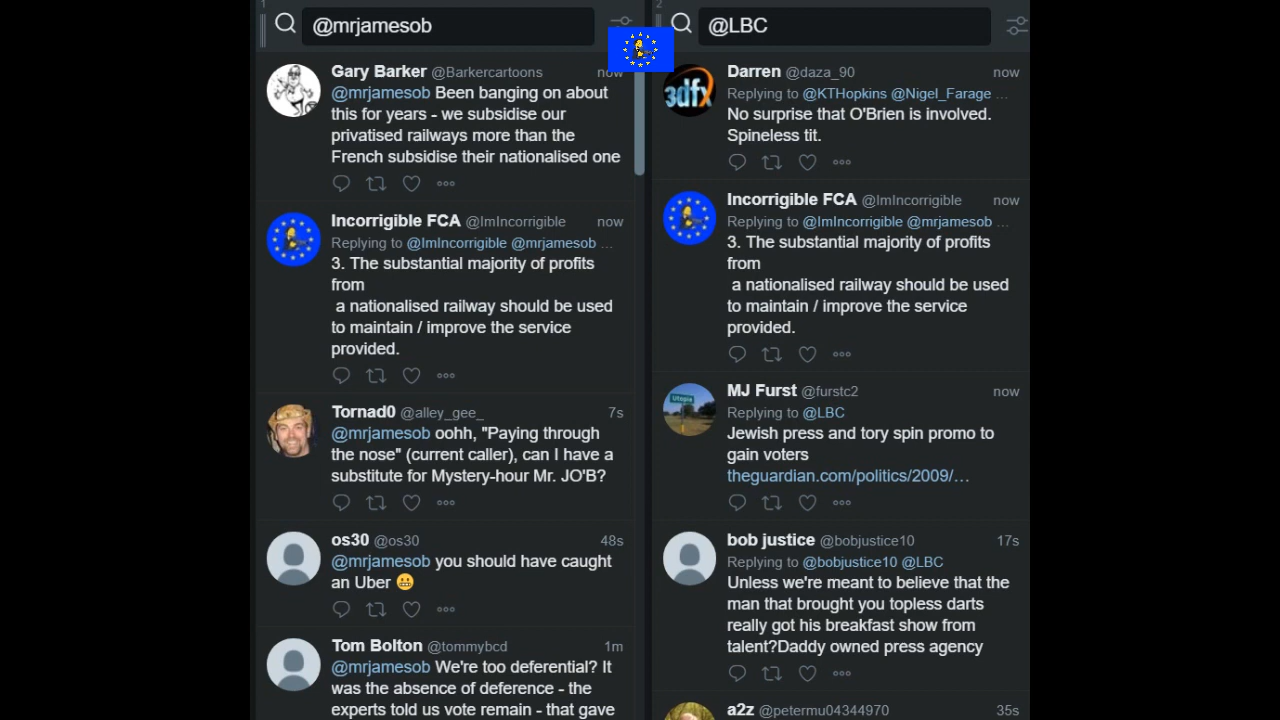 1
@mrjamesob
Gary Barker @Barkercartoons now
@mrjamesob Been banging on about
this for years - we subsidise our
privatised railways more than the
French subsidise their nationalised one
Incorrigible FCA @ImIncorrigible now
Replying to @ImIncorrigible @mrjamesob ...
3. The substantial majority of profits
from
a nationalised railway should be used
to maintain / improve the service
provided.
Tornad0 @alley_gee_ 7s
@mrjamesob oohh, "Paying through
the nose" (current caller), can I have a
substitute for Mystery-hour Mr. JO'B?
os30 @os30 48s
@mrjamesob you should have caught
an Uber 😬
Tom Bolton @tommybcd 1m
@mrjamesob We're too deferential? It
was the absence of deference - the
experts told us vote remain - that gave
2
@LBC
Darren @daza_90 now
3dfx
Replying to @KTHopkins @Nigel_Farage ...
No surprise that O'Brien is involved.
Spineless tit.
Incorrigible FCA @ImIncorrigible now
Replying to @ImIncorrigible @mrjamesob ...
3. The substantial majority of profits
from
a nationalised railway should be used
to maintain / improve the service
provided.
MJ Furst @furstc2 now
Utopia
Replying to @LBC
Jewish press and tory spin promo to
gain voters
theguardian.com/politics/2009/…
bob justice @bobjustice10 17s
Replying to @bobjustice10 @LBC
Unless we're meant to believe that the
man that brought you topless darts
really got his breakfast show from
talent?Daddy owned press agency
a2z @petermu04344970 35s